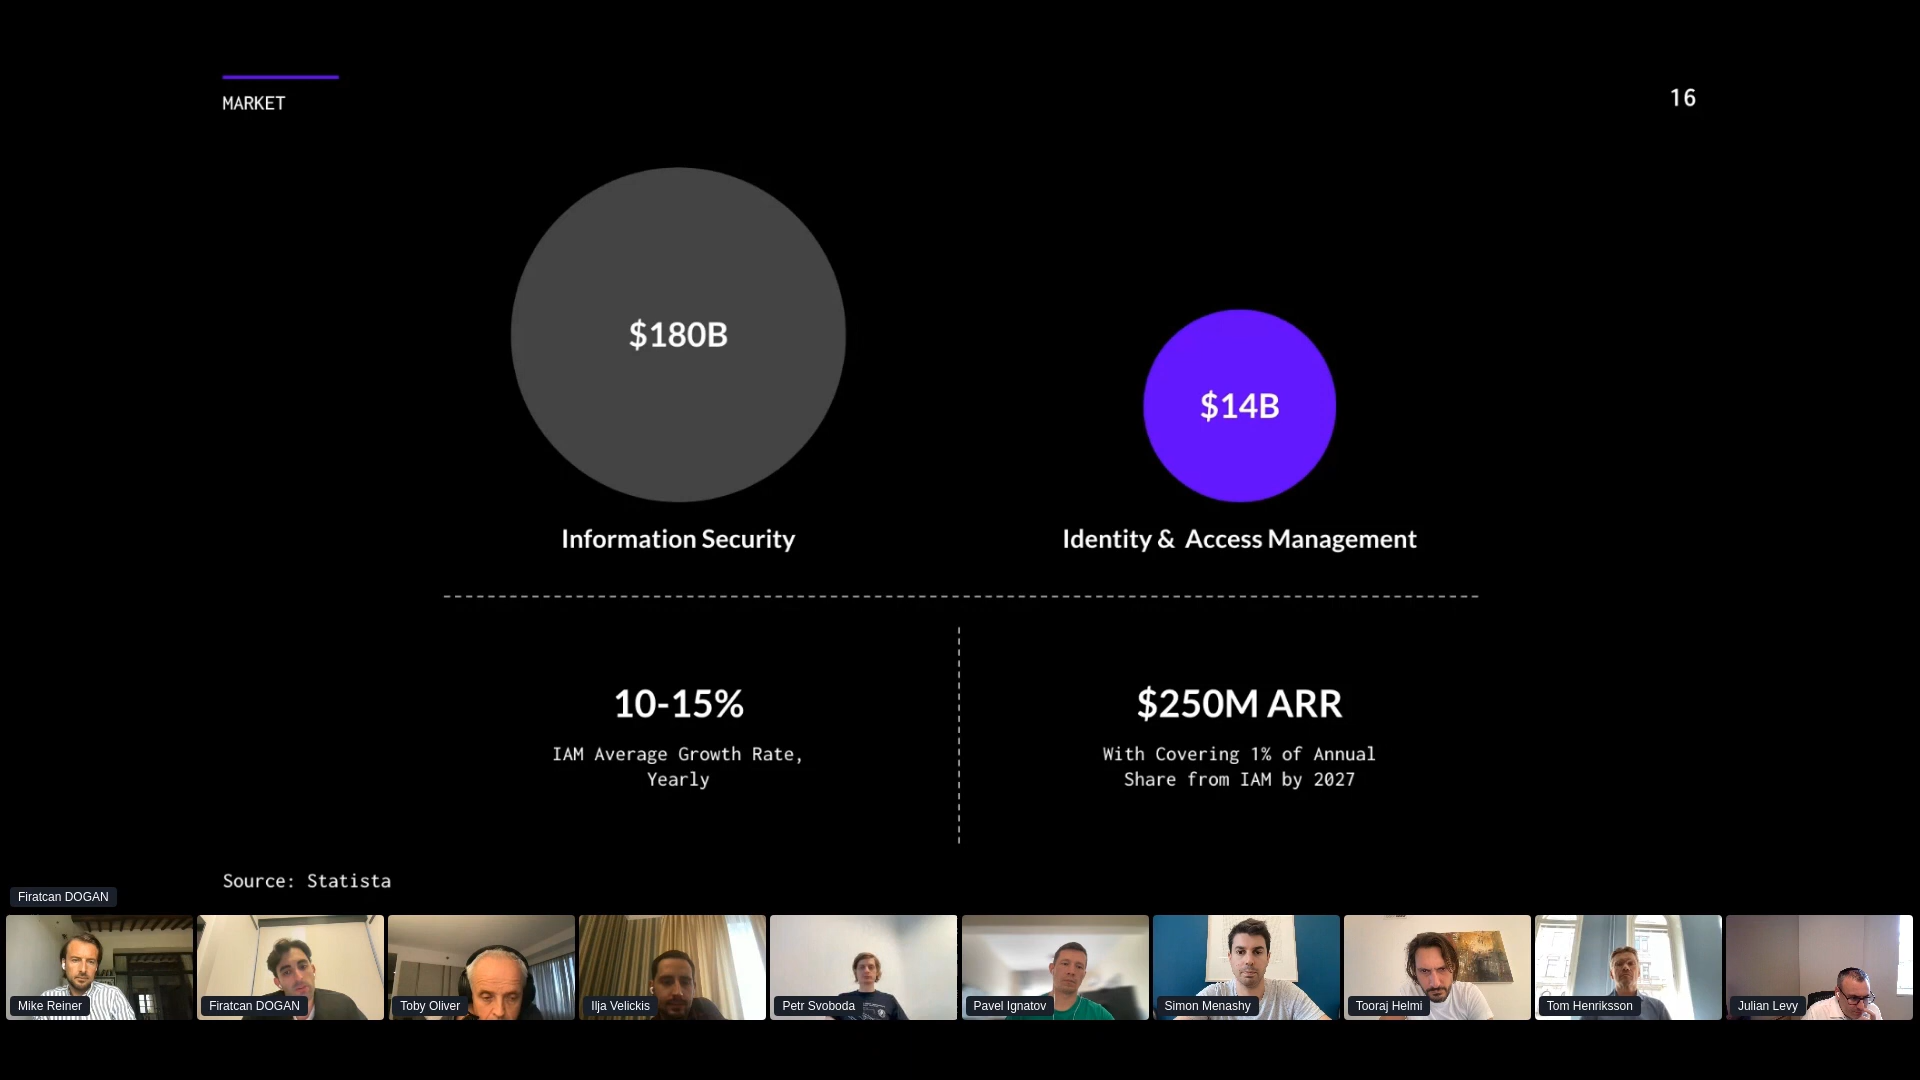 MARKET
16
$180B
$14B
Information Security
Identity & Access Management
10-15%
IAM Average Growth Rate,
Yearly
$250M ARR
With Covering 1% of Annual
Share from IAM by 2027
Source: Statista
Firatcan DOGAN
Mike Reiner
Firatcan DOGAN
Toby Oliver
Ilja Velickis
Petr Svoboda
Pavel Ignatov
Simon Menashy
Tooraj Helmi
Tom Henriksson
Julian Levy